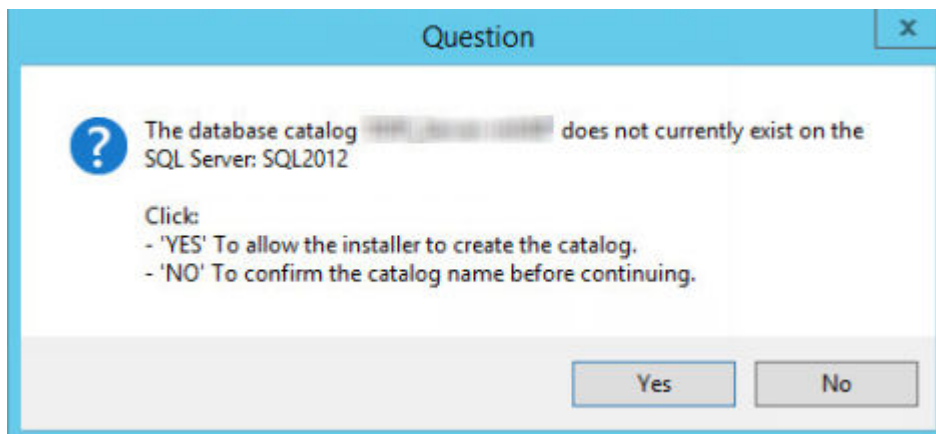 Question
x
?
The database catalog does not currently exist on the
SQL Server: SQL2012
Click:
- 'YES' To allow the installer to create the catalog.
- 'NO' To confirm the catalog name before continuing.
Yes
No